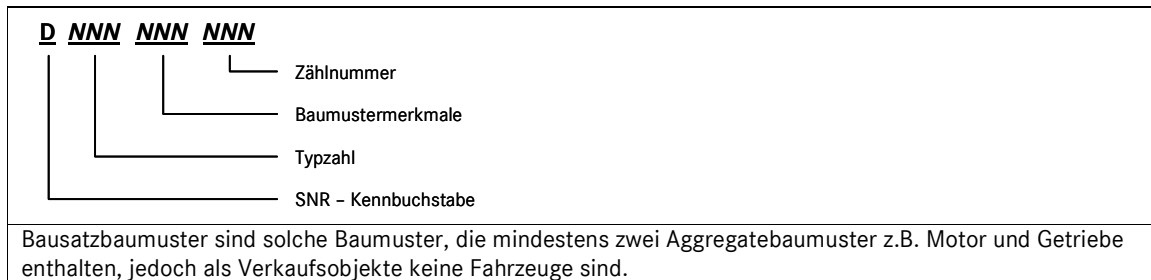 D NNN NNN NNN
Zählnummer
Baumustermerkmale
Typzahl
SNR – Kennbuchstabe
Bausatzbaumuster sind solche Baumuster, die mindestens zwei Aggregatebaumuster z.B. Motor und Getriebe
enthalten, jedoch als Verkaufsobjekte keine Fahrzeuge sind.